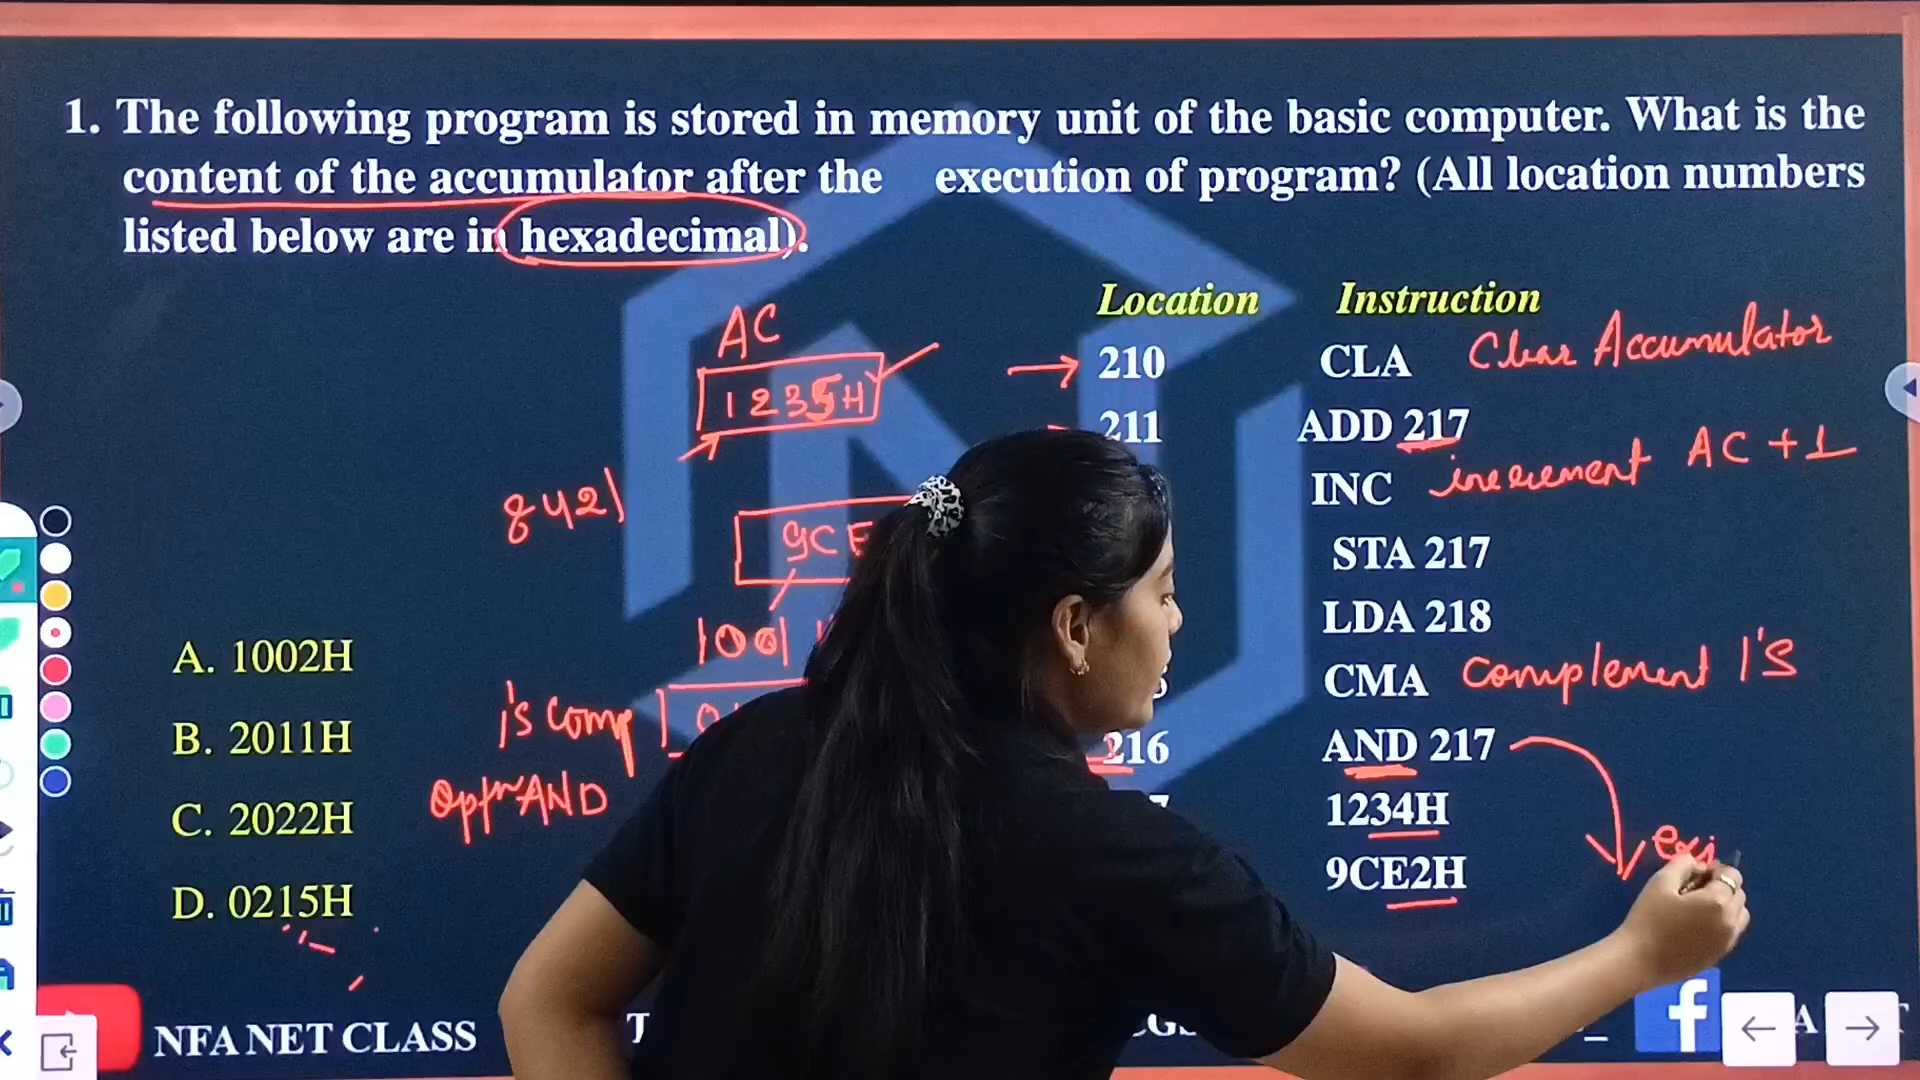 1. The following program is stored in memory unit of the basic computer. What is the
content of the accumulator after the execution of program? (All location numbers
listed below are in hexadecimal).
Location Instruction
AC
210 CLA Clear Accumulator
1235H
211 ADD 217
INC increment AC + 1
8421
9CE
STA 217
LDA 218
1001
A. 1002H
CMA Complement 1'S
1's Comp
B. 2011H
216 AND 217
AND
C. 2022H
1234H
9CE2H
D. 0215H
NFA NET CLASS